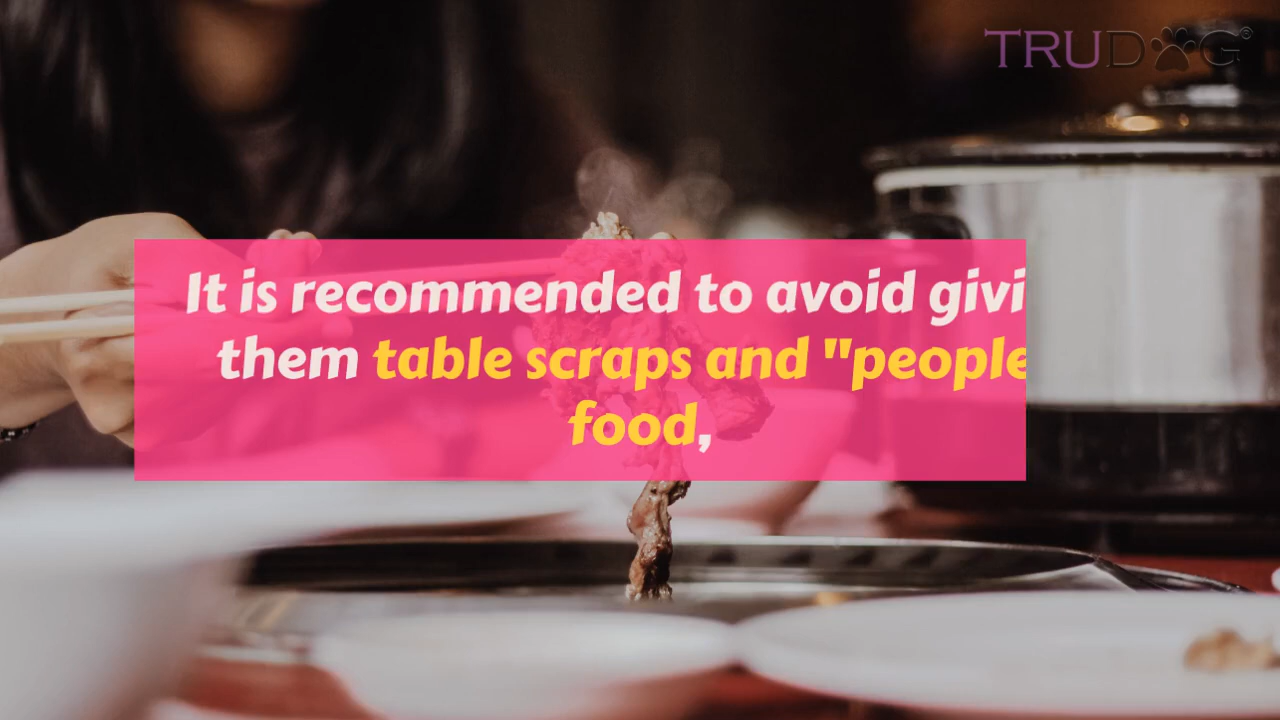 TRUDOG®
It is recommended to avoid givi
them table scraps and "people
food,